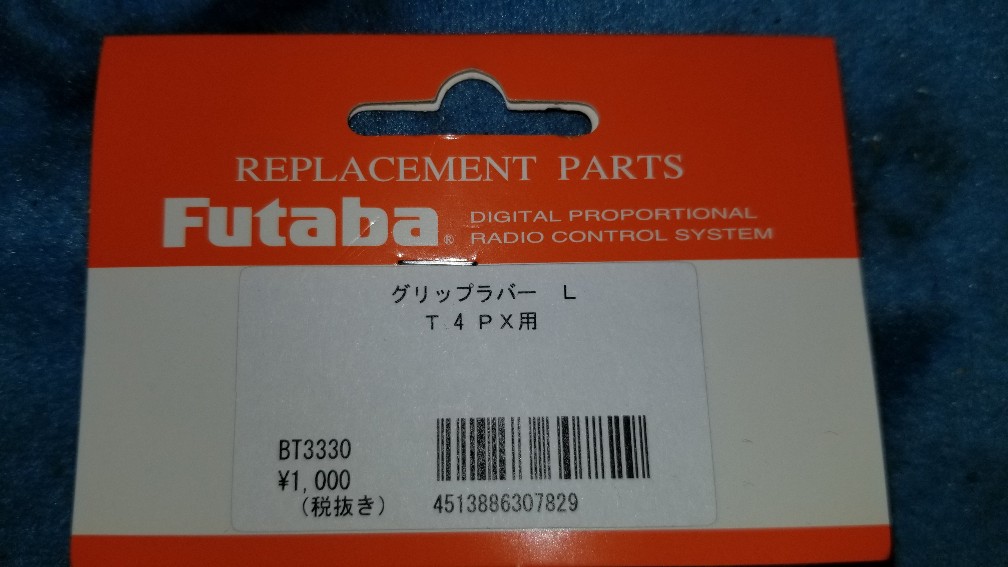 REPLACEMENT PARTS
Futaba® DIGITAL PROPORTIONAL
RADIO CONTROL SYSTEM
グリップラバー　L
T.4PX用
BT3330
¥1,000
(税抜き)
4513886307829